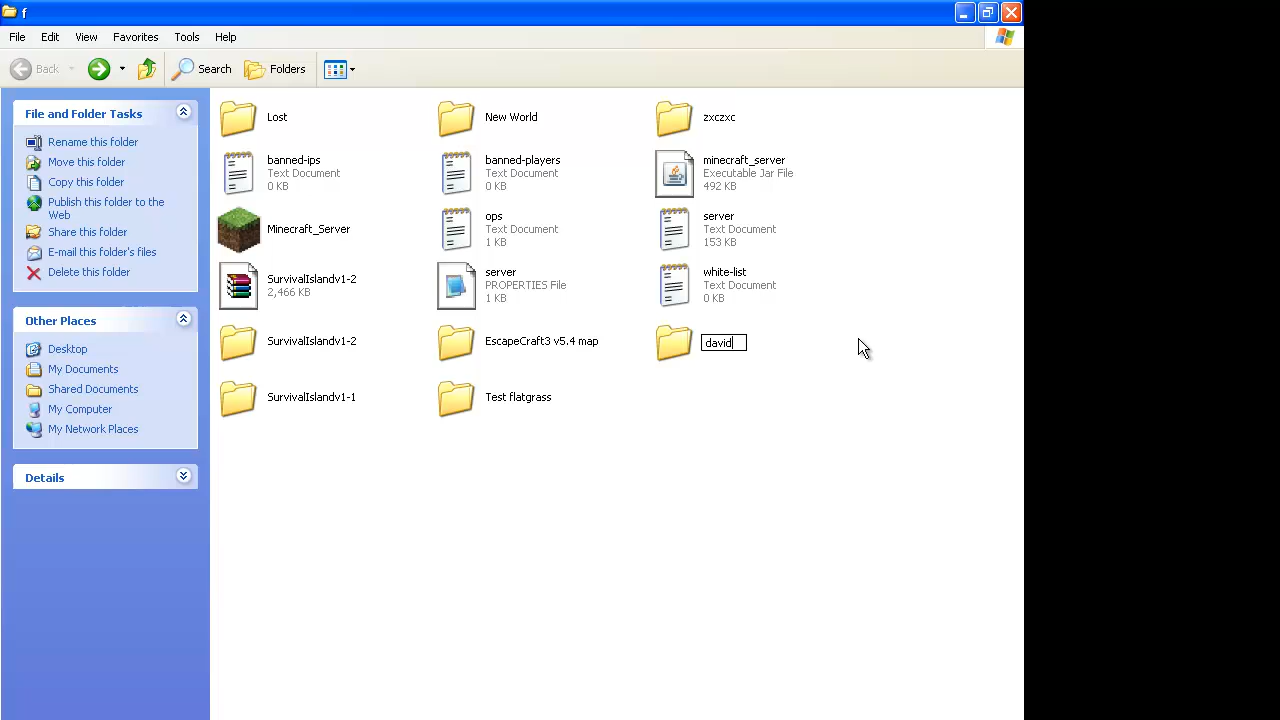 f
File Edit View Favorites Tools Help
Back Search Folders
File and Folder Tasks
Rename this folder
Move this folder
Copy this folder
Publish this folder to the
Web
Share this folder
E-mail this folder's files
Delete this folder
Other Places
Desktop
My Documents
Shared Documents
My Computer
My Network Places
Details
Lost
New World
zxczxc
banned-ips
Text Document
0 KB
banned-players
Text Document
0 KB
minecraft_server
Executable Jar File
492 KB
Minecraft_Server
ops
Text Document
1 KB
server
Text Document
153 KB
SurvivalIslandv1-2
2,466 KB
server
PROPERTIES File
1 KB
white-list
Text Document
0 KB
SurvivalIslandv1-2
EscapeCraft3 v5.4 map
david
SurvivalIslandv1-1
Test flatgrass